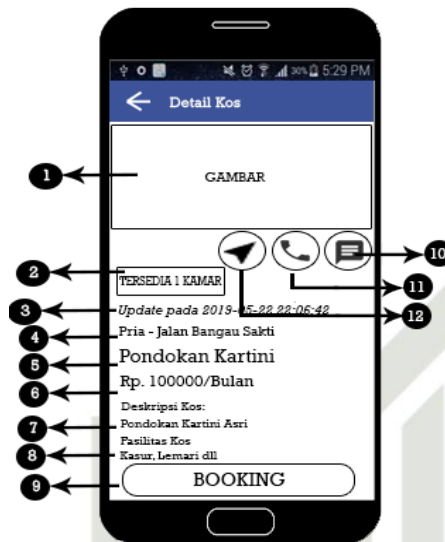 30% 5:29 PM
Detail Kos
1
GAMBAR
10
2
TERSEDIA 1 KAMAR
11
3
Update pada 2019-05-22 22:06:42
12
4
Pria - Jalan Bangau Sakti
5
Pondokan Kartini
6
Rp. 100000/Bulan
Deskripsi Kos:
7
Pondokan Kartini Asri
Fasilitas Kos
8
Kasur, Lemari dll
9
BOOKING